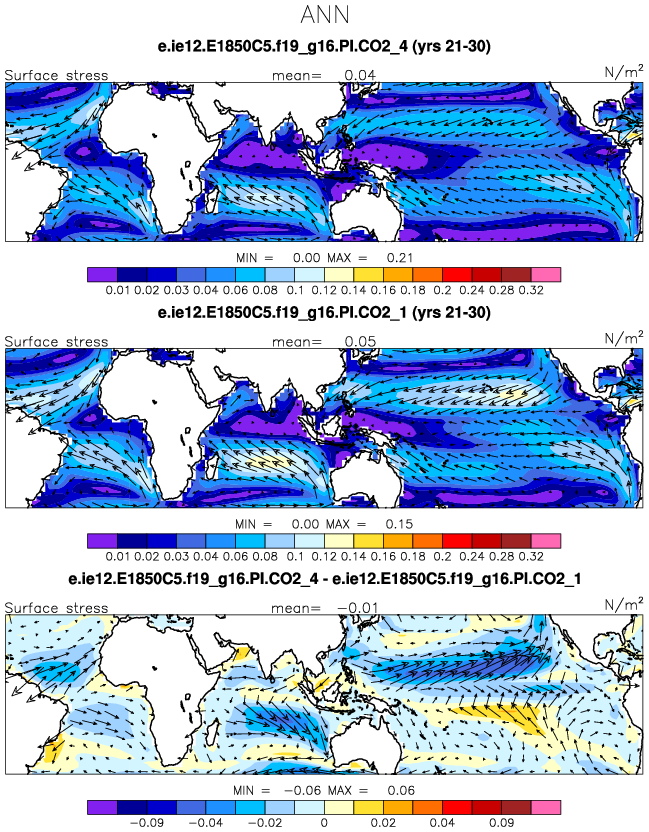 ANN
e.ie12.E1850C5.f19_g16.PI.CO2_4 (yrs 21-30)
Surface stress mean= 0.04 N/m²
MIN = 0.00 MAX = 0.21
0.01 0.02 0.03 0.04 0.06 0.08 0.1 0.12 0.14 0.16 0.18 0.2 0.24 0.28 0.32
e.ie12.E1850C5.f19_g16.PI.CO2_1 (yrs 21-30)
Surface stress mean= 0.05 N/m²
MIN = 0.00 MAX = 0.15
0.01 0.02 0.03 0.04 0.06 0.08 0.1 0.12 0.14 0.16 0.18 0.2 0.24 0.28 0.32
e.ie12.E1850C5.f19_g16.PI.CO2_4 - e.ie12.E1850C5.f19_g16.PI.CO2_1
Surface stress mean= -0.01 N/m²
MIN = -0.06 MAX = 0.06
-0.09 -0.04 -0.02 0 0.02 0.04 0.09